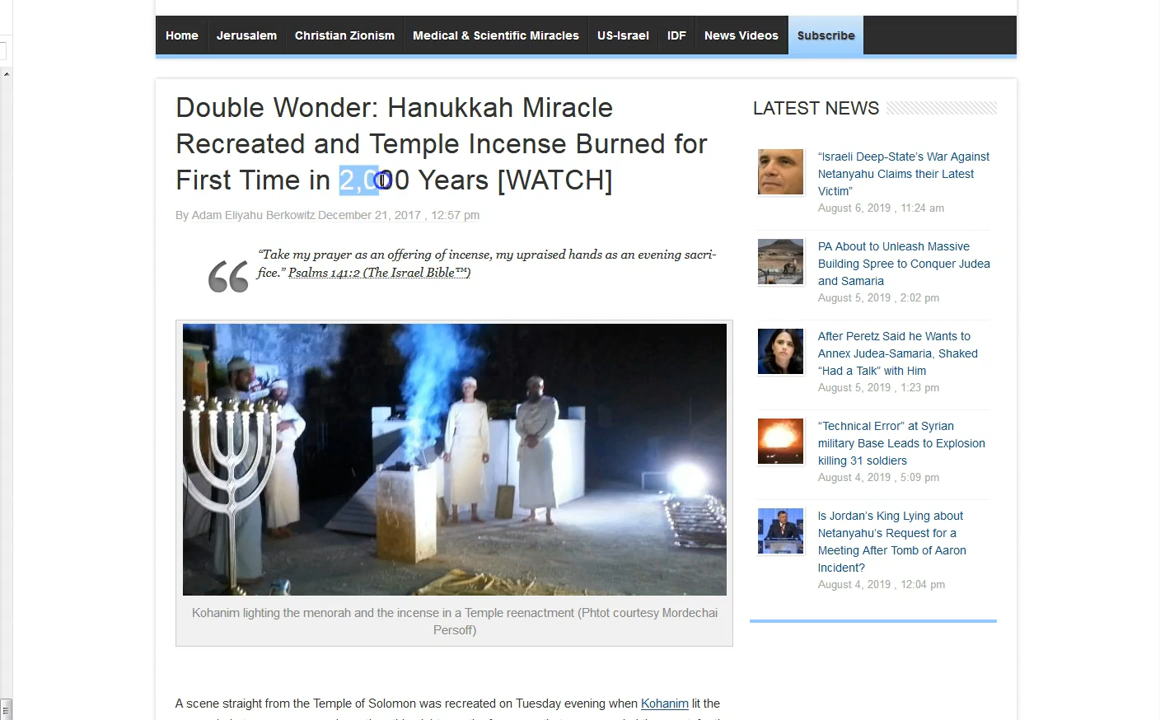 Home Jerusalem Christian Zionism Medical & Scientific Miracles US-Israel IDF News Videos Subscribe
Double Wonder: Hanukkah Miracle
Recreated and Temple Incense Burned for
First Time in 2,000 Years [WATCH]
By Adam Eliyahu Berkowitz December 21, 2017 , 12:57 pm
“Take my prayer as an offering of incense, my upraised hands as an evening sacri-
fice.” Psalms 141:2 (The Israel Bible™)
Kohanim lighting the menorah and the incense in a Temple reenactment (Phtot courtesy Mordechai
Persoff)
A scene straight from the Temple of Solomon was recreated on Tuesday evening when Kohanim lit the
LATEST NEWS
“Israeli Deep-State’s War Against
Netanyahu Claims their Latest
Victim”
August 6, 2019 , 11:24 am
PA About to Unleash Massive
Building Spree to Conquer Judea
and Samaria
August 5, 2019 , 2:02 pm
After Peretz Said he Wants to
Annex Judea-Samaria, Shaked
“Had a Talk” with Him
August 5, 2019 , 1:23 pm
“Technical Error” at Syrian
military Base Leads to Explosion
killing 31 soldiers
August 4, 2019 , 5:09 pm
Is Jordan’s King Lying about
Netanyahu’s Request for a
Meeting After Tomb of Aaron
Incident?
August 4, 2019 , 12:04 pm